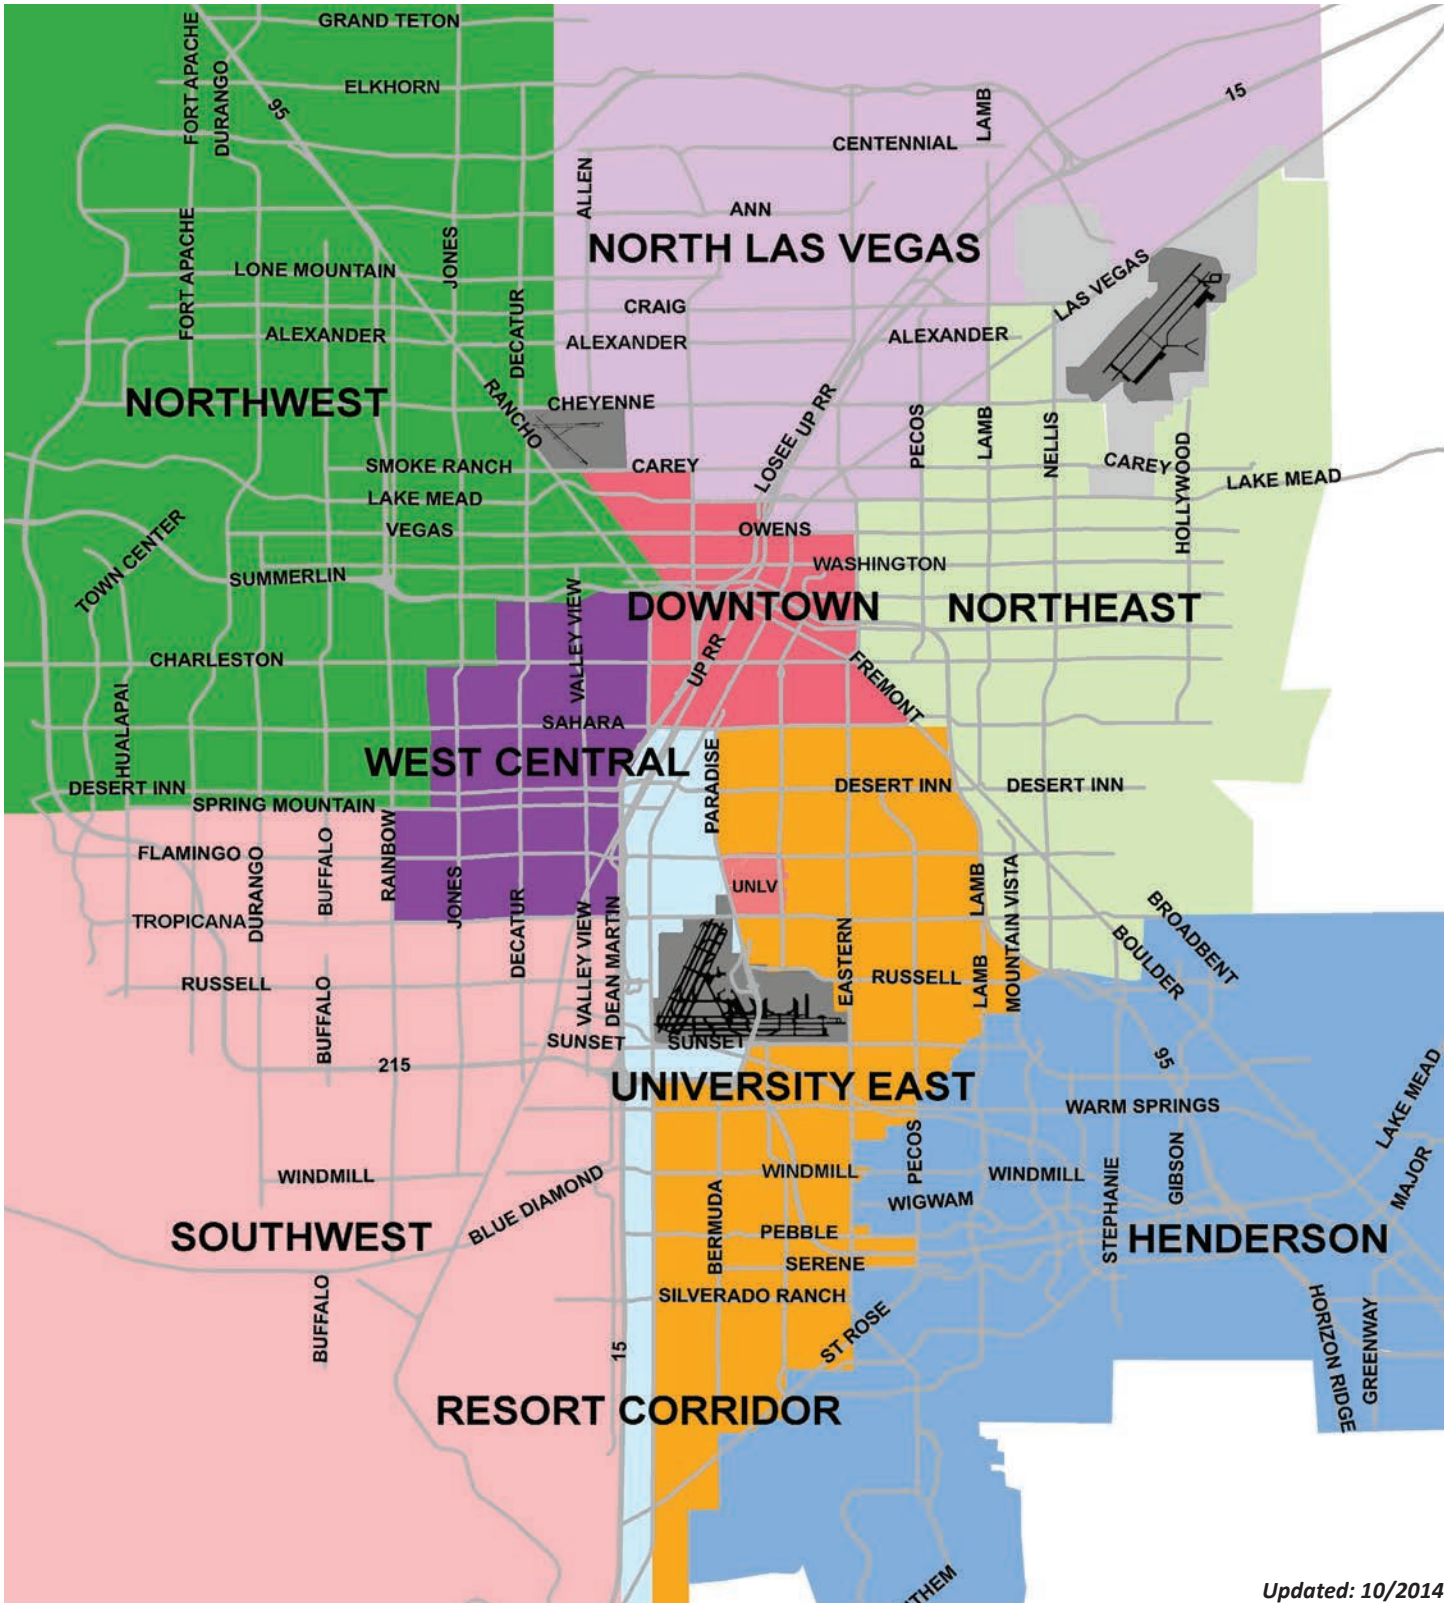 GRAND TETON
FORT APACHE
DURANGO
95
ELKHORN
15
LAMB
CENTENNIAL
ALLEN
ANN
FORT APACHE
JONES
NORTH LAS VEGAS
LONE MOUNTAIN
LAS VEGAS
CRAIG
DECATUR
ALEXANDER
ALEXANDER
ALEXANDER
NORTHWEST
RANCHO
CHEYENNE
LOSEE
UP RR
PECOS
LAMB
NELLIS
HOLLYWOOD
SMOKE RANCH
CAREY
CAREY
LAKE MEAD
LAKE MEAD
VEGAS
OWENS
TOWN CENTER
SUMMERLIN
WASHINGTON
VALLEY VIEW
DOWNTOWN
NORTHEAST
CHARLESTON
UP RR
FREMONT
HUALAPAI
SAHARA
WEST CENTRAL
PARADISE
DESERT INN
DESERT INN
DESERT INN
SPRING MOUNTAIN
FLAMINGO
DURANGO
BUFFALO
RAINBOW
JONES
DECATUR
VALLEY VIEW
DEAN MARTIN
UNLV
LAMB
MOUNTAIN VISTA
BROADBENT
BOULDER
TROPICANA
EASTERN
RUSSELL
RUSSELL
LAMB
BUFFALO
SUNSET
SUNSET
215
95
UNIVERSITY EAST
LAKE MEAD
WARM SPRINGS
PECOS
STEPHANIE
GIBSON
MAJOR
WINDMILL
WINDMILL
WINDMILL
BLUE DIAMOND
BERMUDA
WIGWAM
SOUTHWEST
PEBBLE
HENDERSON
SERENE
BUFFALO
SILVERADO RANCH
15
ST ROSE
HORIZON RIDGE
GREENWAY
RESORT CORRIDOR
THEM
Updated: 10/2014